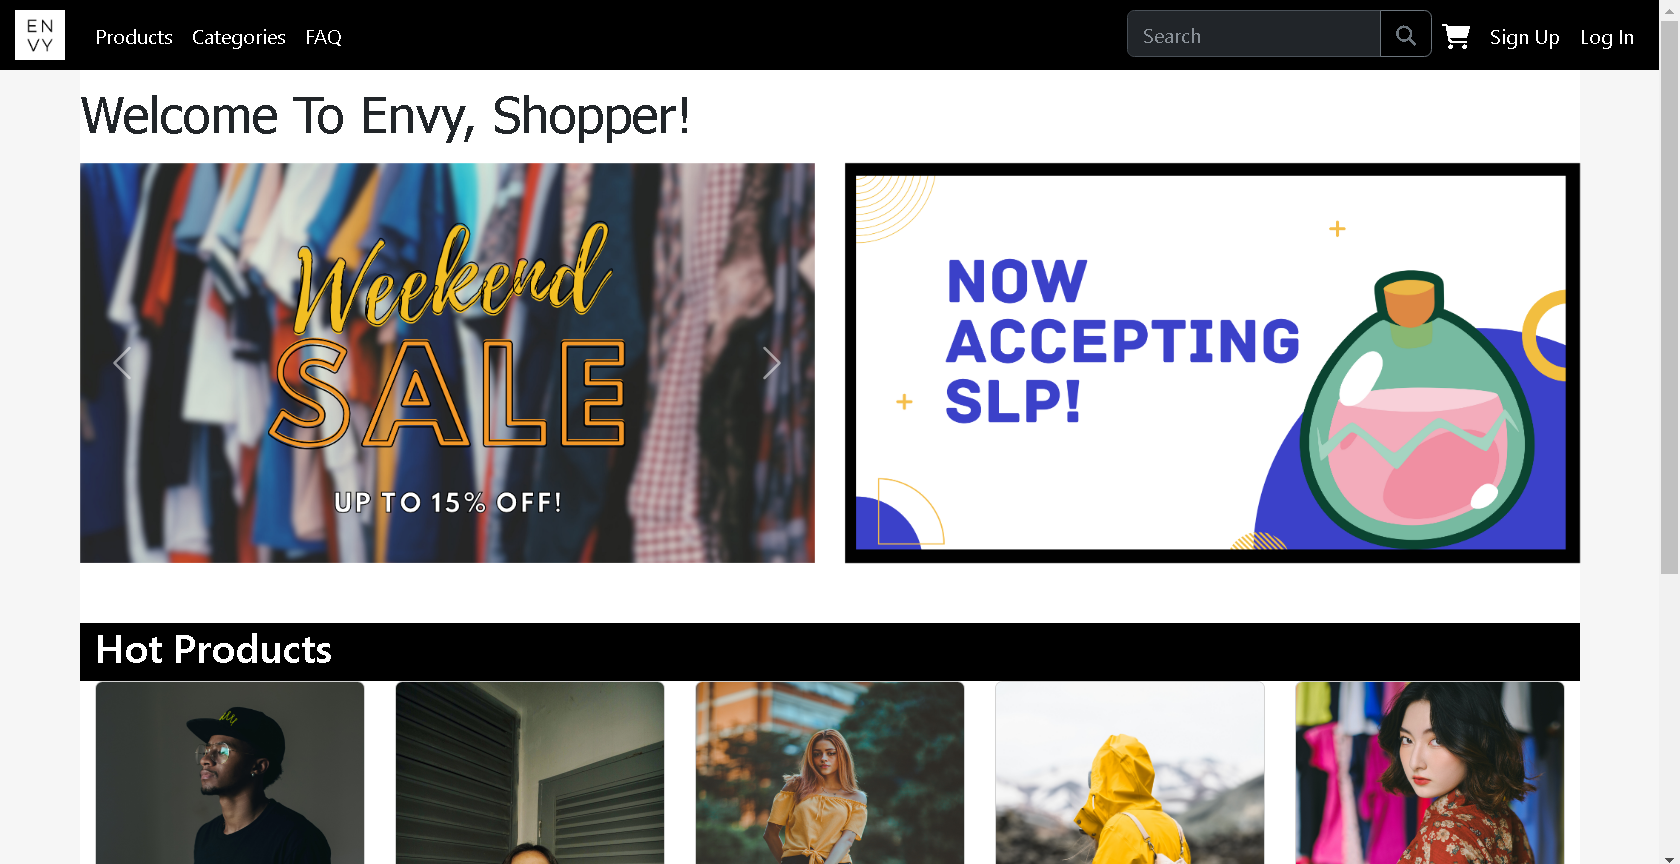 EN
VY
Products Categories FAQ
Search
Sign Up Log In
Welcome To Envy, Shopper!
Weekend
SALE
UP TO 15% OFF!
NOW
ACCEPTING
SLP!
Hot Products